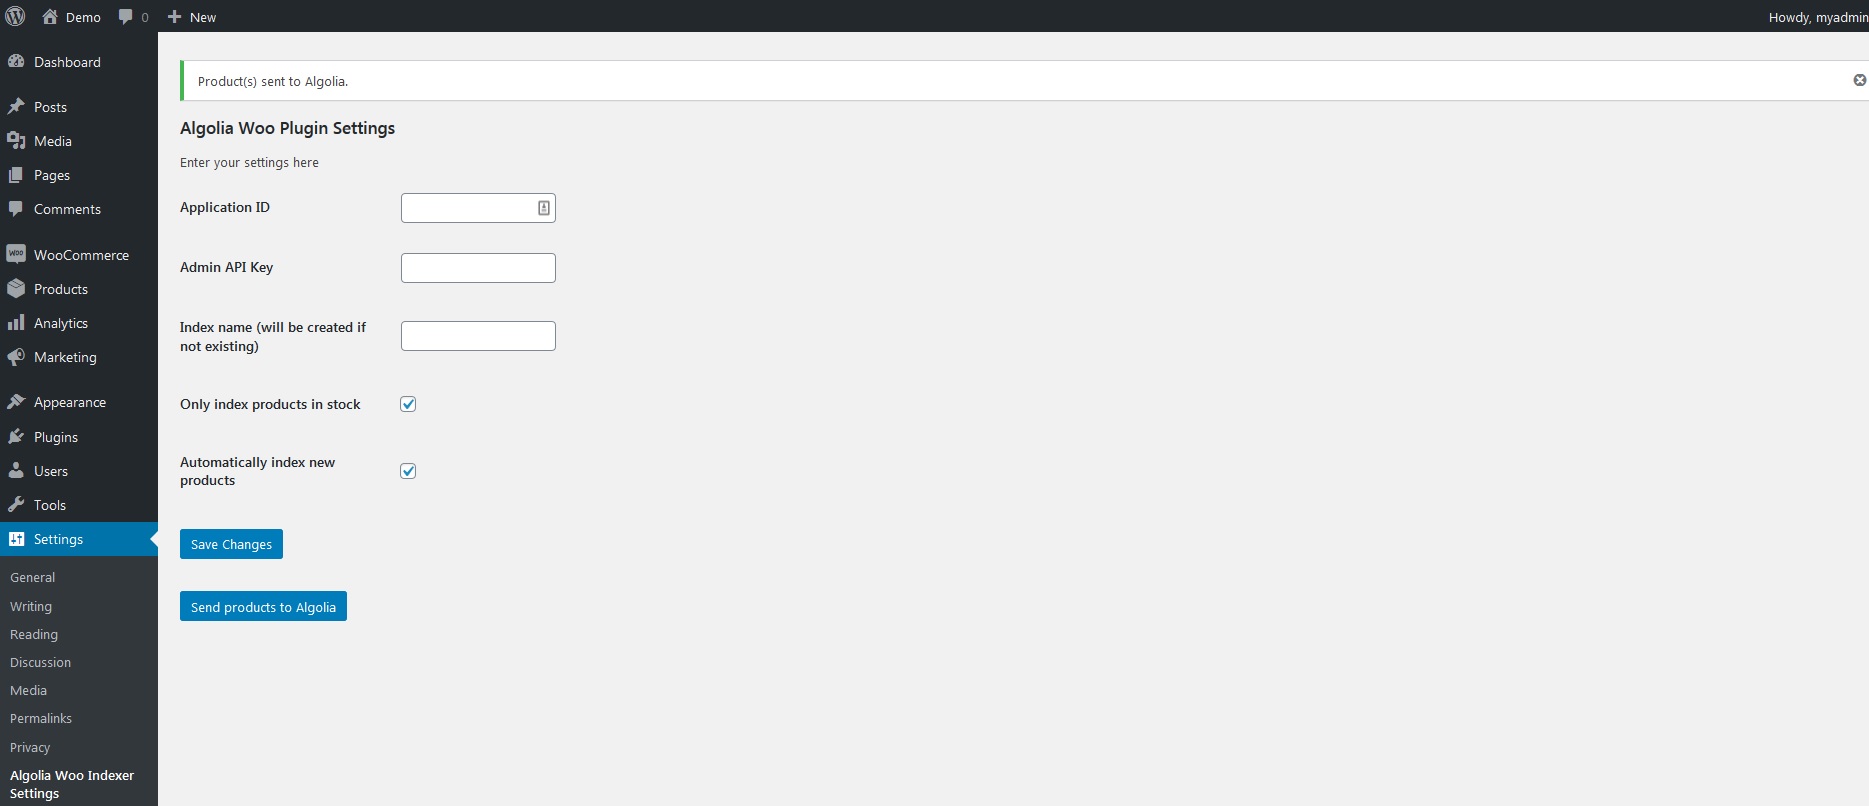 Demo
0
New
Howdy, myadmin
Dashboard
Posts
Media
Pages
Comments
WooCommerce
Products
Analytics
Marketing
Appearance
Plugins
Users
Tools
Settings
General
Writing
Reading
Discussion
Media
Permalinks
Privacy
Algolia Woo Indexer
Settings
Product(s) sent to Algolia.
Algolia Woo Plugin Settings
Enter your settings here
Application ID
Admin API Key
Index name (will be created if
not existing)
Only index products in stock
Automatically index new
products
Save Changes
Send products to Algolia